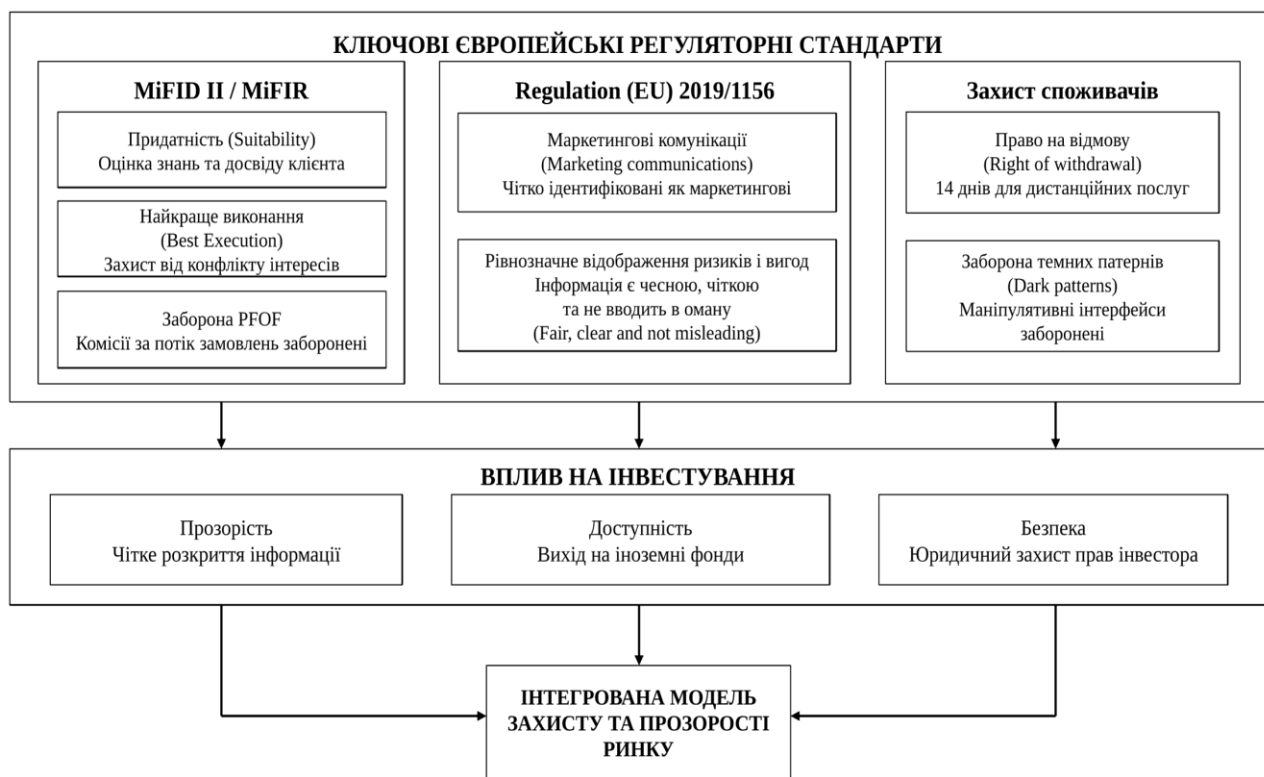 КЛЮЧОВІ ЄВРОПЕЙСЬКІ РЕГУЛЯТОРНІ СТАНДАРТИ
MiFID II / MiFIR
Придатність (Suitability)
Оцінка знань та досвіду клієнта
Найкраще виконання
(Best Execution)
Захист від конфлікту інтересів
Заборона PFOF
Комісії за потік замовлень заборонені
Regulation (EU) 2019/1156
Маркетингові комунікації
(Marketing communications)
Чітко ідентифіковані як маркетингові
Рівнозначне відображення ризиків і вигод
Інформація є чесною, чіткою
та не вводить в оману
(Fair, clear and not misleading)
Захист споживачів
Право на відмову
(Right of withdrawal)
14 днів для дистанційних послуг
Заборона темних патернів
(Dark patterns)
Маніпулятивні інтерфейси
заборонені
ВПЛИВ НА ІНВЕСТУВАННЯ
Прозорість
Чітке розкриття інформації
Доступність
Вихід на іноземні фонди
Безпека
Юридичний захист прав інвестора
ІНТЕГРОВАНА МОДЕЛЬ
ЗАХИСТУ ТА ПРОЗОРОСТІ
РИНКУ